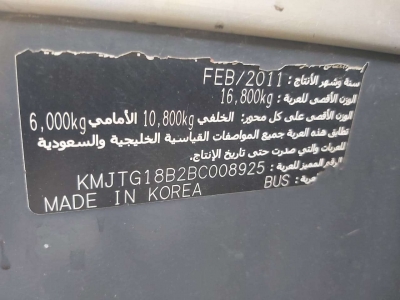 سنة وشهر الأنتاج : FEB/2011
الوزن الأقصى للعربة : 16,800kg
الوزن الأقصى على كل محور: الخلفي 10,800kg الأمامي 6,000kg
تطابق هذه العربة جميع المواصفات القياسية الخليجية والسعودية
للعربات والتي صدرت حتى تاريخ الإنتاج.
الرقم المميز للعربة : KMJTG18B2BC008925
العربة : BUS
MADE IN KOREA